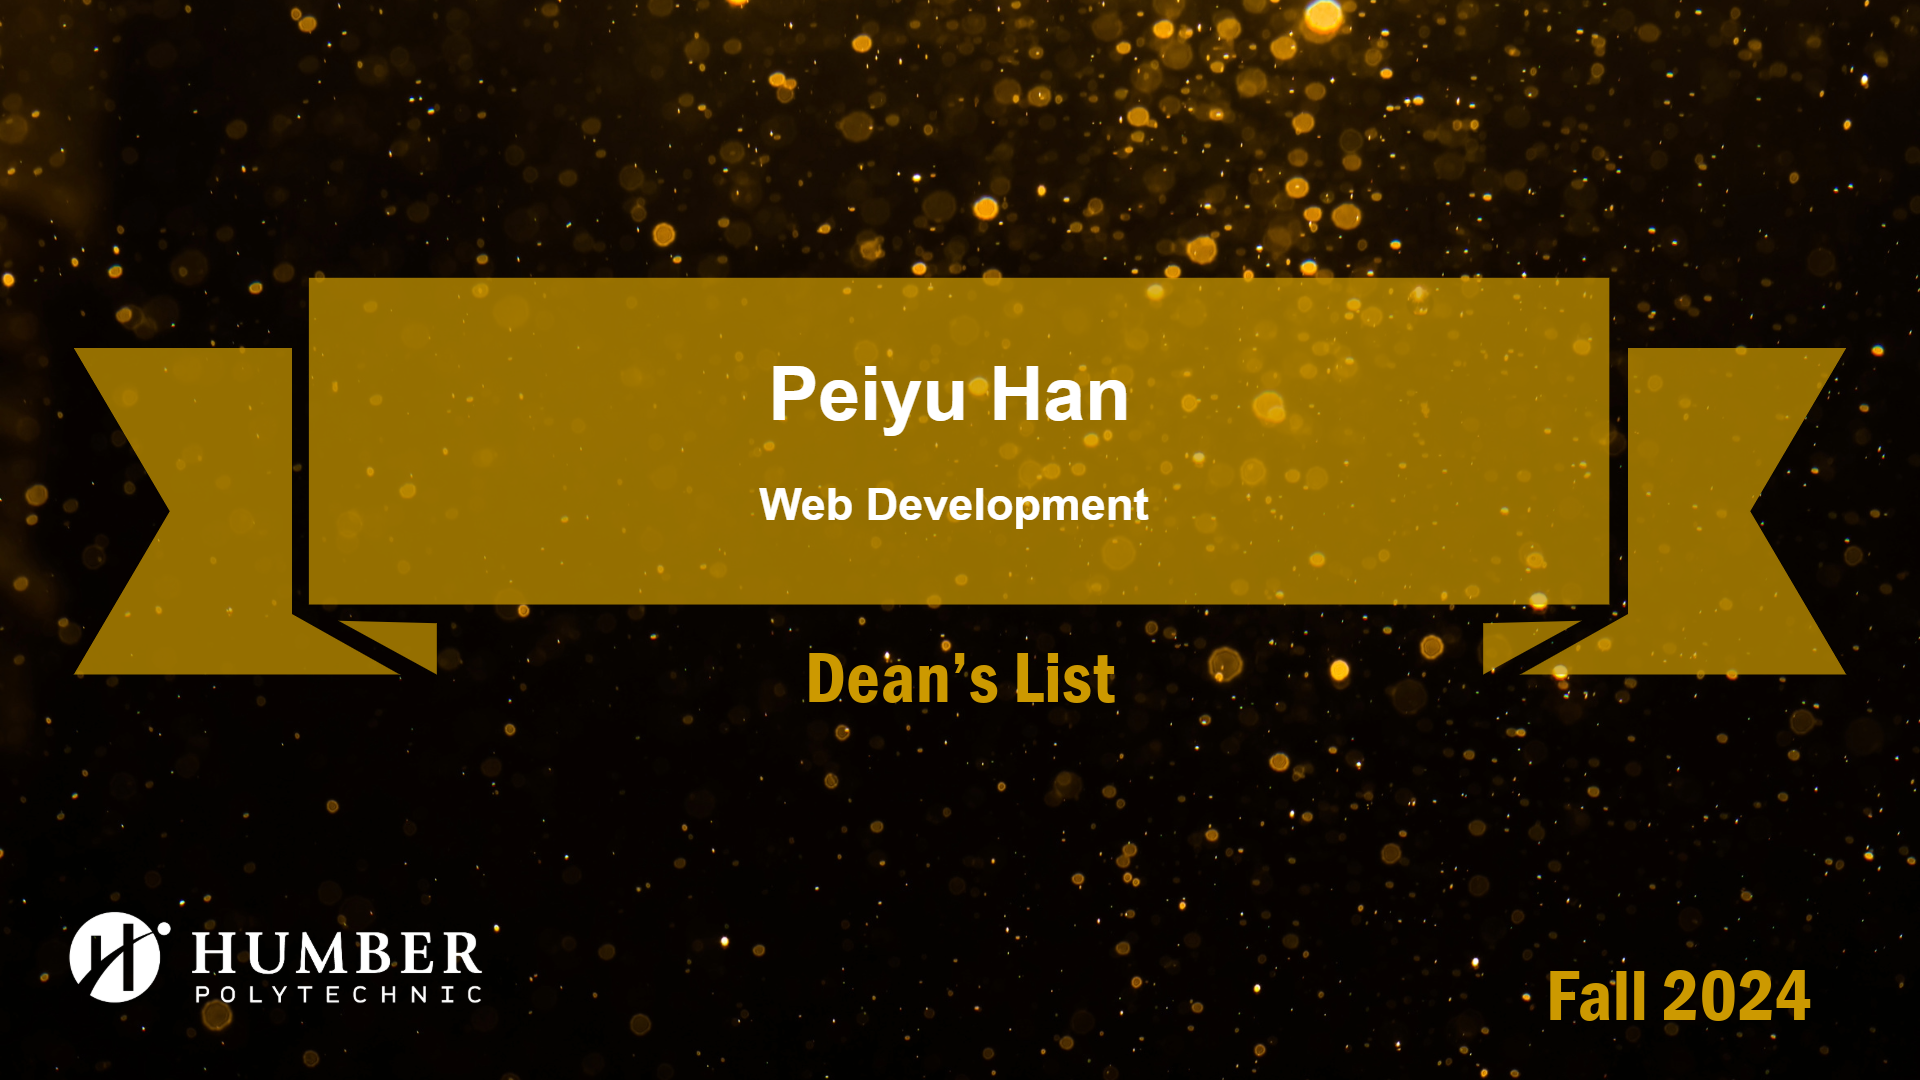 Peiyu Han
Web Development
Dean’s List
HUMBER
POLYTECHNIC
Fall 2024